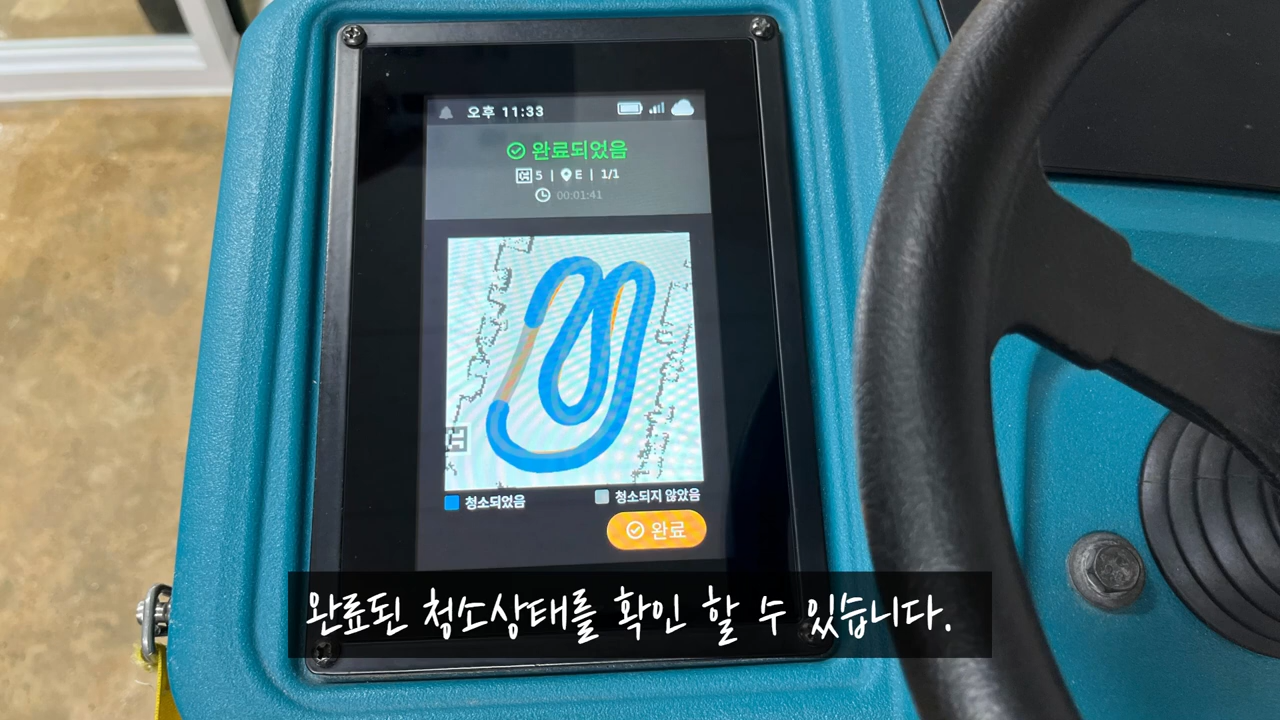 오후 11:33
완료되었음
5 | E | 1/1
00:01:41
청소되었음
청소되지 않았음
완료
완료된 청소상태를 확인 할 수 있습니다.